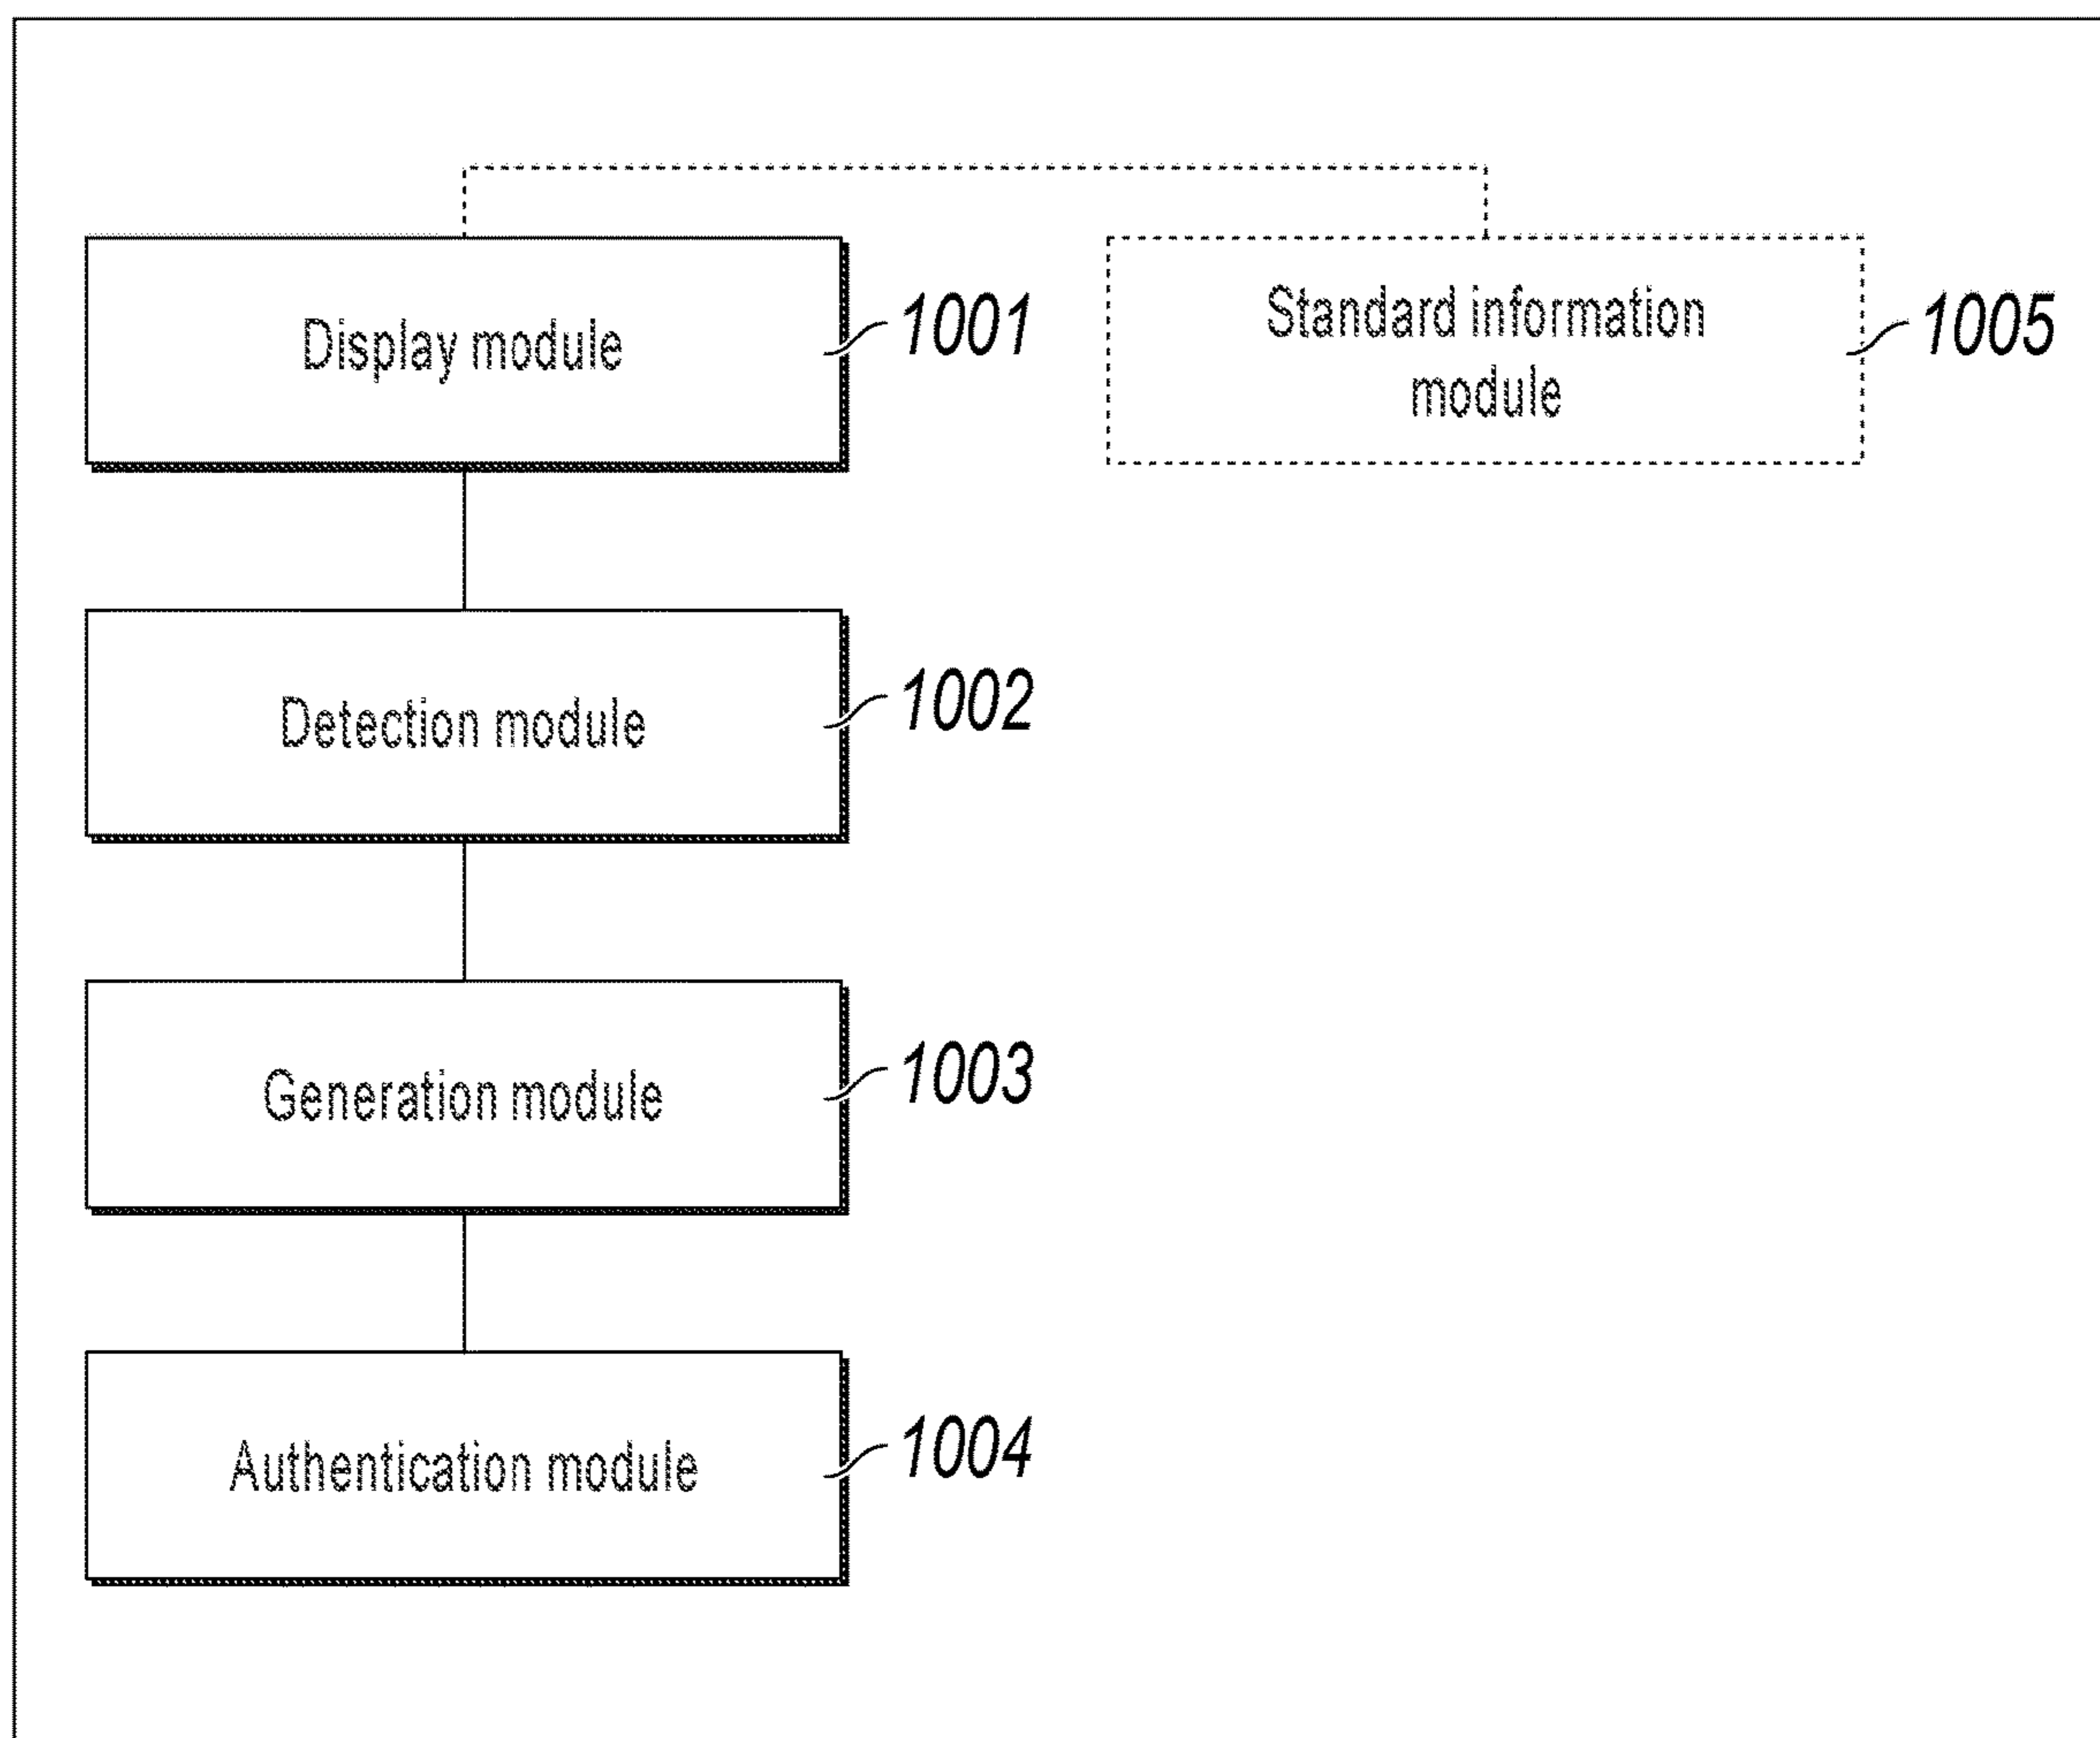 Display module
1001
Standard information
module
1005
Detection module
1002
Generation module
1003
Authentication module
1004